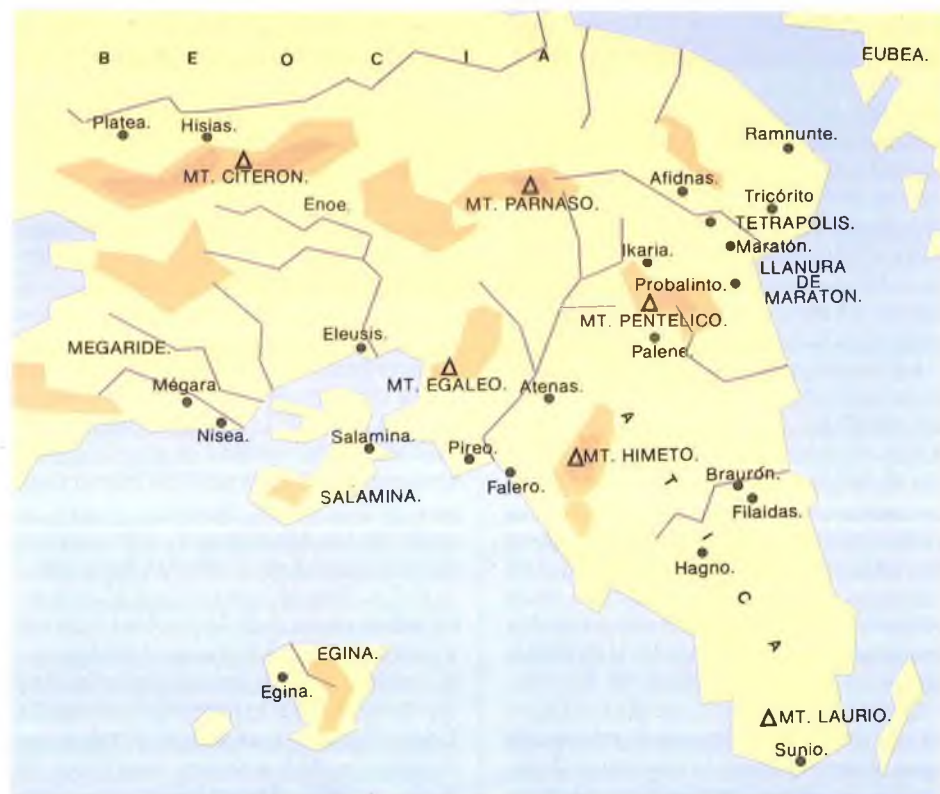 B E O C I A
EUBEA.
Platea.
Hisias.
Ramnunte.
MT. CITERON.
Afidnas.
MT. PARNASO.
Enoe.
Tricórito
TETRAPOLIS.
Maratón.
Ikaria.
LLANURA
DE
MARATON.
Probalinto.
MT. PENTELICO.
Eleusis.
Palene.
MEGARIDE.
MT. EGALEO.
Atenas.
Mégara.
Nisea.
Salamina.
Pireo.
MT. HIMETO.
A T I C A
Falero.
SALAMINA.
Braurón.
Filaidas.
Hagno.
EGINA.
Egina.
MT. LAURIO.
Sunio.